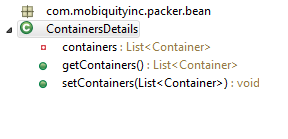 com.mobiquityinc.packer.bean
ContainersDetails
containers : List<Container>
getContainers() : List<Container>
setContainers(List<Container>) : void